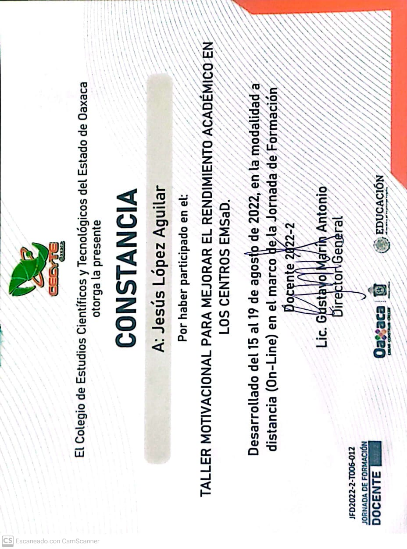 CECYTE
OAXACA
El Colegio de Estudios Científicos y Tecnológicos del Estado de Oaxaca
otorga la presente
CONSTANCIA
A: Jesús López Aguilar
Por haber participado en el:
TALLER MOTIVACIONAL PARA MEJORAR EL RENDIMIENTO ACADÉMICO EN
LOS CENTROS EMSaD.
Desarrollado del 15 al 19 de agosto de 2022, en la modalidad a
distancia (On-Line) en el marco de la Jornada de Formación
Docente 2022-2
Lic. Gustavo Marín Antonio
Director General
JFD2022-2-T006-012
JORNADA DE FORMACIÓN
DOCENTE
Oaxaca
EDUCACIÓN
CS Escaneado con CamScanner